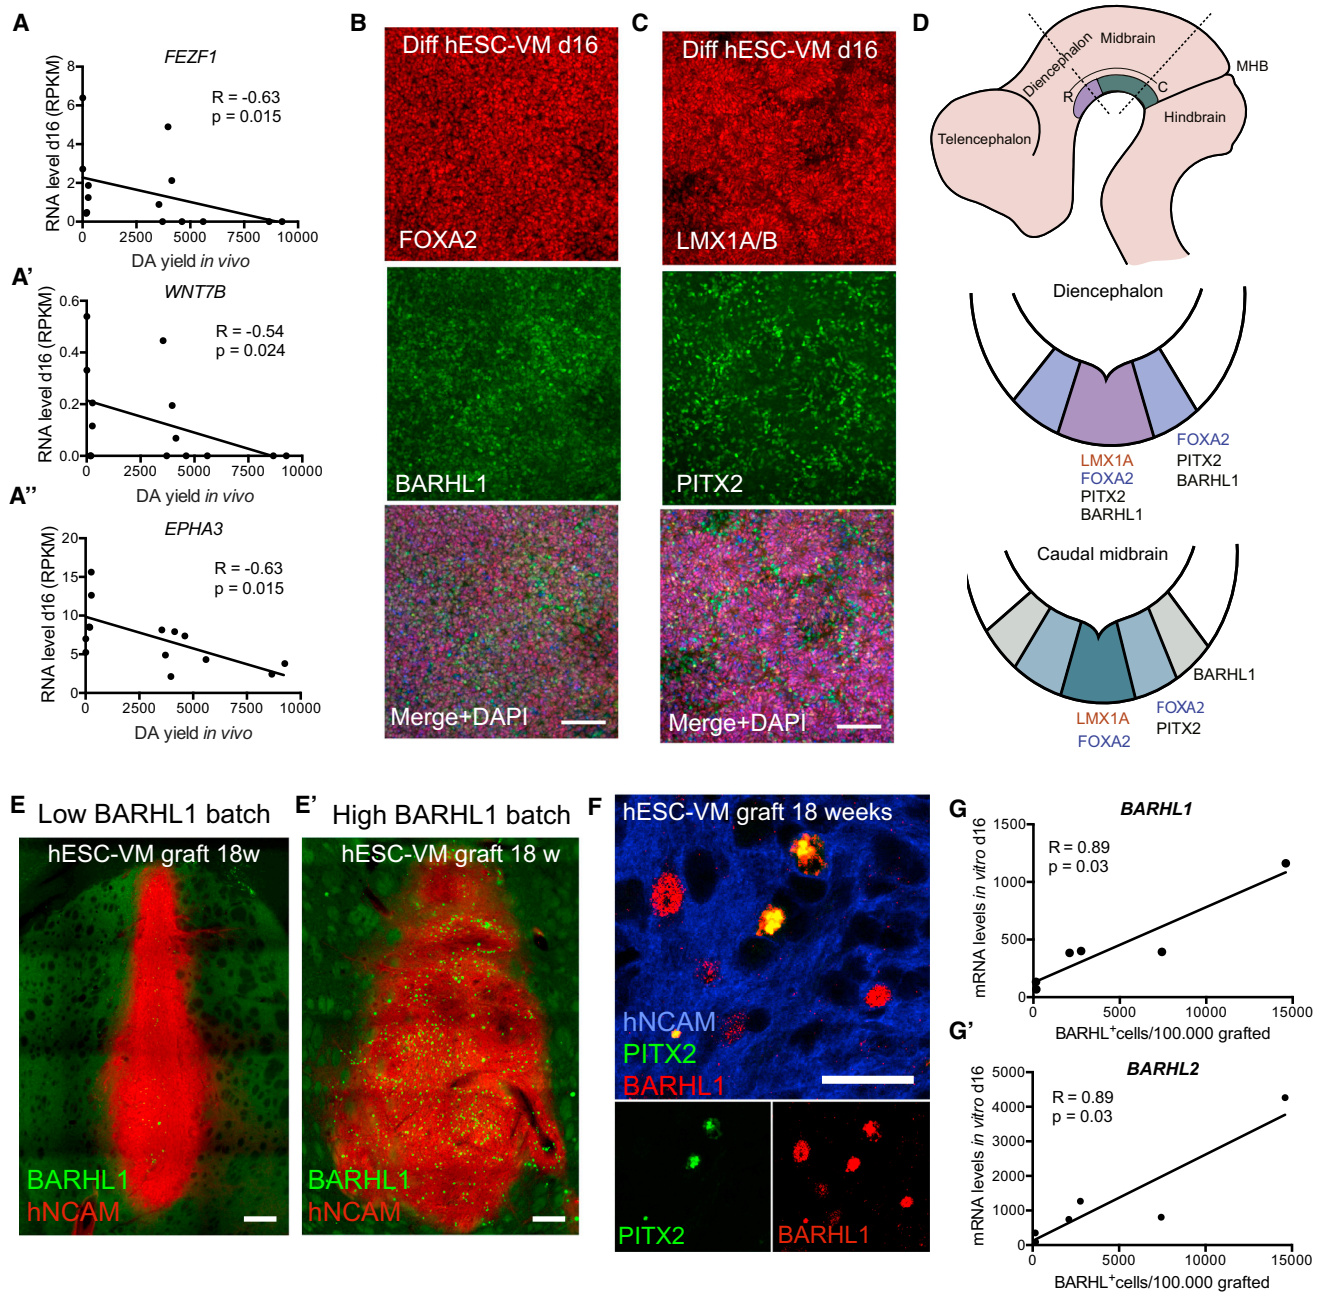 A
FEZF1
RNA level d16 (RPKM)
8
6
4
2
0
R = -0.63
p = 0.015
0 2500 5000 7500 10000
DA yield in vivo
A'
WNT7B
RNA level d16 (RPKM)
0.6
0.4
0.2
0.0
R = -0.54
p = 0.024
0 2500 5000 7500 10000
DA yield in vivo
A''
EPHA3
RNA level d16 (RPKM)
20
15
10
5
0
R = -0.63
p = 0.015
0 2500 5000 7500 10000
DA yield in vivo
B
Diff hESC-VM d16
FOXA2
BARHL1
Merge+DAPI
C
Diff hESC-VM d16
LMX1A/B
PITX2
Merge+DAPI
D
Diencephalon
Midbrain
MHB
R
C
Hindbrain
Telencephalon
Diencephalon
FOXA2
PITX2
BARHL1
LMX1A
FOXA2
PITX2
BARHL1
Caudal midbrain
BARHL1
FOXA2
PITX2
LMX1A
FOXA2
E
Low BARHL1 batch
hESC-VM graft 18w
BARHL1
hNCAM
E'
High BARHL1 batch
hESC-VM graft 18 w
BARHL1
hNCAM
F
hESC-VM graft 18 weeks
hNCAM
PITX2
BARHL1
PITX2
BARHL1
G
BARHL1
mRNA levels in vitro d16
1500
1000
500
0
R = 0.89
p = 0.03
0 5000 10000 15000
BARHL⁺cells/100.000 grafted
G'
BARHL2
mRNA levels in vitro d16
5000
4000
3000
2000
1000
0
R = 0.89
p = 0.03
0 5000 10000 15000
BARHL⁺cells/100.000 grafted